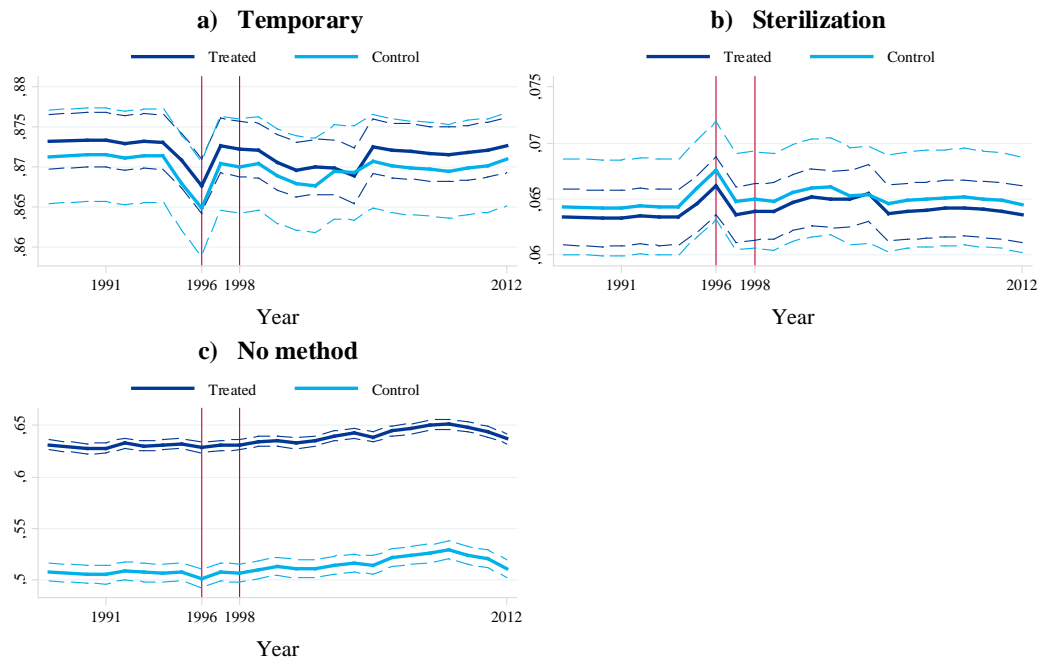 a) Temporary
Treated Control
,88
,875
,87
,865
,86
1991 1996 1998 2012
Year
b) Sterilization
Treated Control
,075
,07
,065
,06
1991 1996 1998 2012
Year
c) No method
Treated Control
,65
,6
,55
,5
1991 1996 1998 2012
Year